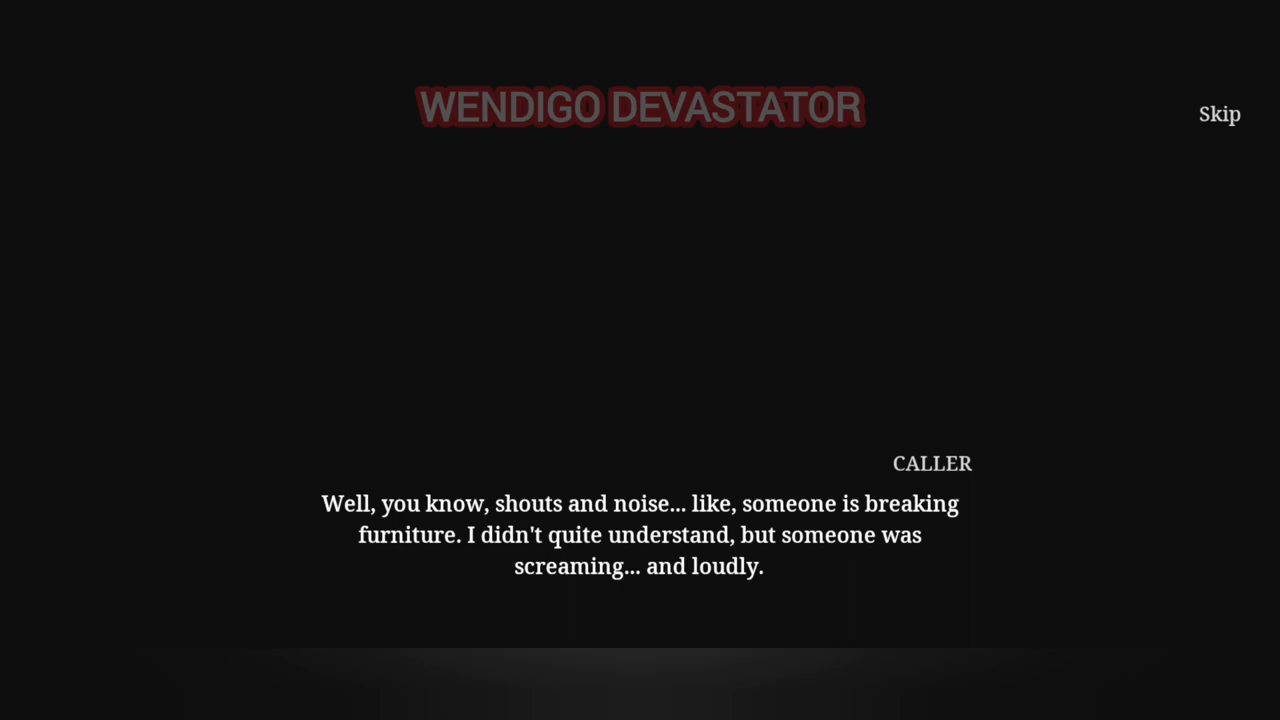 WENDIGO DEVASTATOR
Skip
CALLER
Well, you know, shouts and noise... like, someone is breaking
furniture. I didn't quite understand, but someone was
screaming... and loudly.